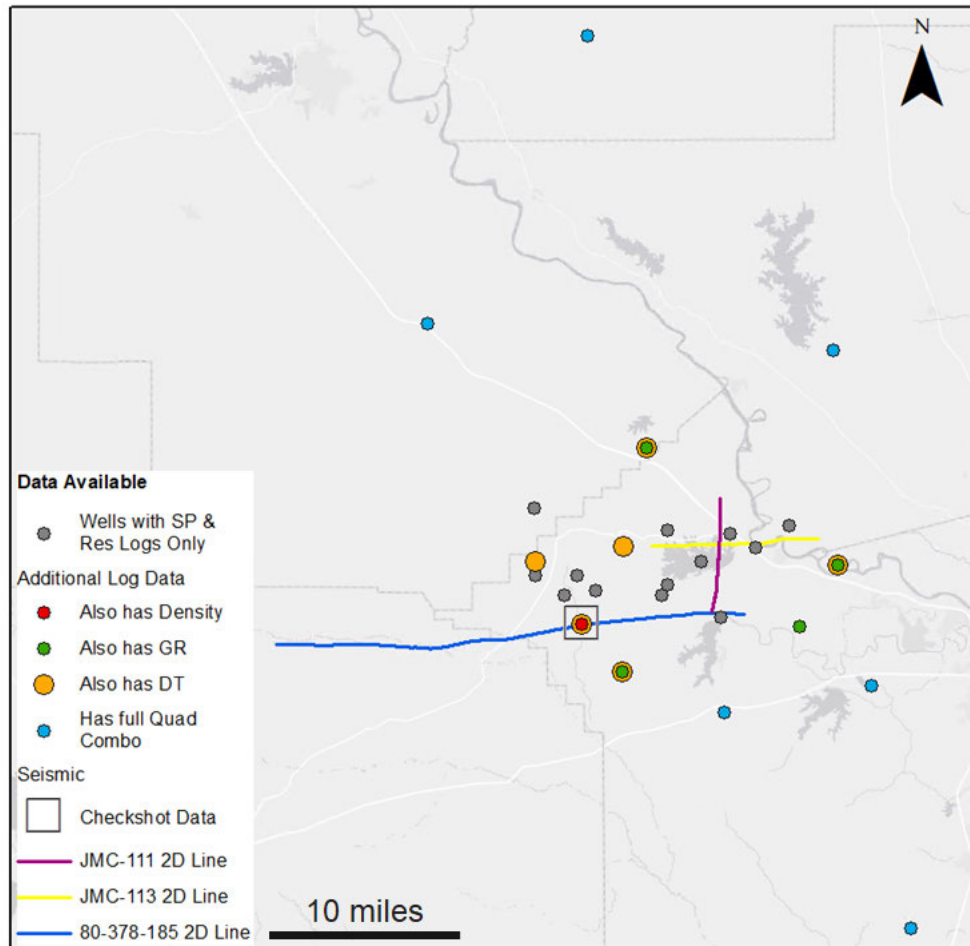 N
Data Available
Wells with SP &
Res Logs Only
Additional Log Data
Also has Density
Also has GR
Also has DT
Has full Quad
Combo
Seismic
Checkshot Data
JMC-111 2D Line
JMC-113 2D Line
80-378-185 2D Line
10 miles